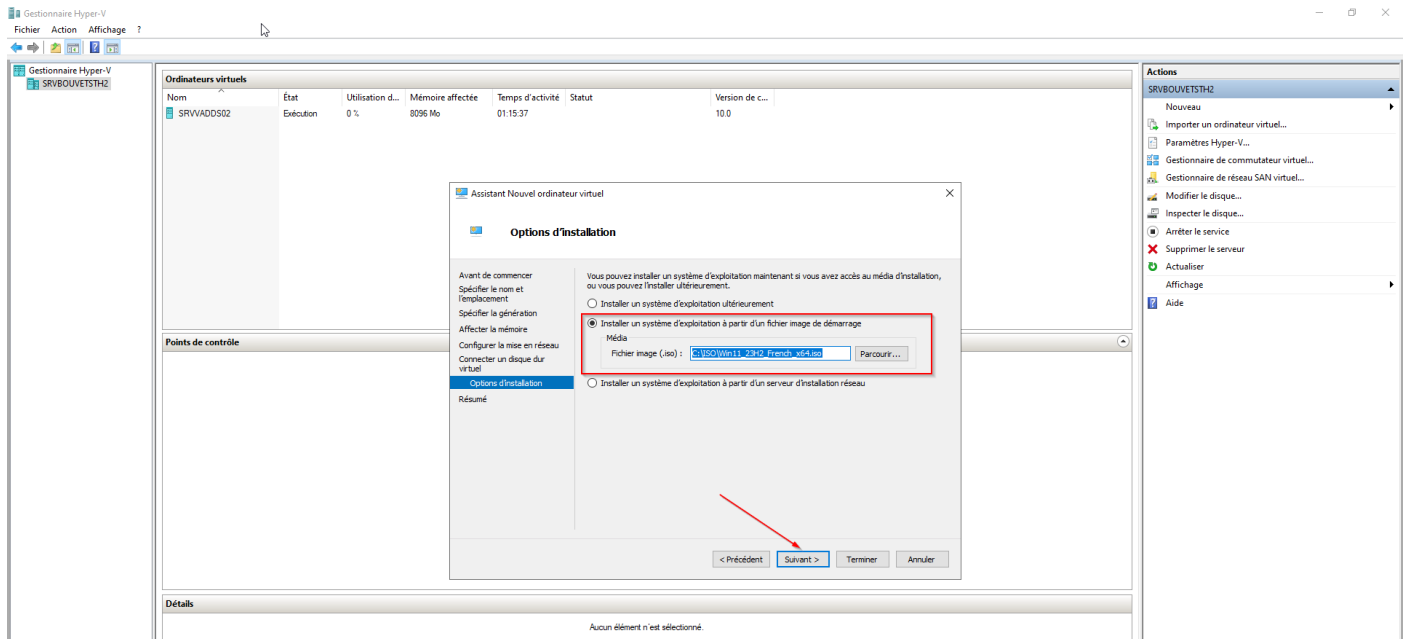 Gestionnaire Hyper-V
Fichier Action Affichage ?
Gestionnaire Hyper-V
SRVBOUVETSTH2
Ordinateurs virtuels
Nom État Utilisation d... Mémoire affectée Temps d'activité Statut Version de c...
SRVVADDS02 Exécution 0 % 8096 Mo 01:15:37 10.0
Assistant Nouvel ordinateur virtuel
Options d'installation
Avant de commencer
Spécifier le nom et
l'emplacement
Spécifier la génération
Affecter la mémoire
Configurer la mise en réseau
Connecter un disque dur
virtuel
Options d'installation
Résumé
Vous pouvez installer un système d'exploitation maintenant si vous avez accès au média d'installation,
ou vous pouvez l'installer ultérieurement.
Installer un système d'exploitation ultérieurement
Installer un système d'exploitation à partir d'un fichier image de démarrage
Média
Fichier image (.iso) : C:\ISO\Win11_23H2_French_x64.iso Parcourir...
Installer un système d'exploitation à partir d'un serveur d'installation réseau
< Précédent Suivant > Terminer Annuler
Points de contrôle
Détails
Aucun élément n'est sélectionné.
Actions
SRVBOUVETSTH2
Nouveau
Importer un ordinateur virtuel...
Paramètres Hyper-V...
Gestionnaire de commutateur virtuel...
Gestionnaire de réseau SAN virtuel...
Modifier le disque...
Inspecter le disque...
Arrêter le service
Supprimer le serveur
Actualiser
Affichage
Aide